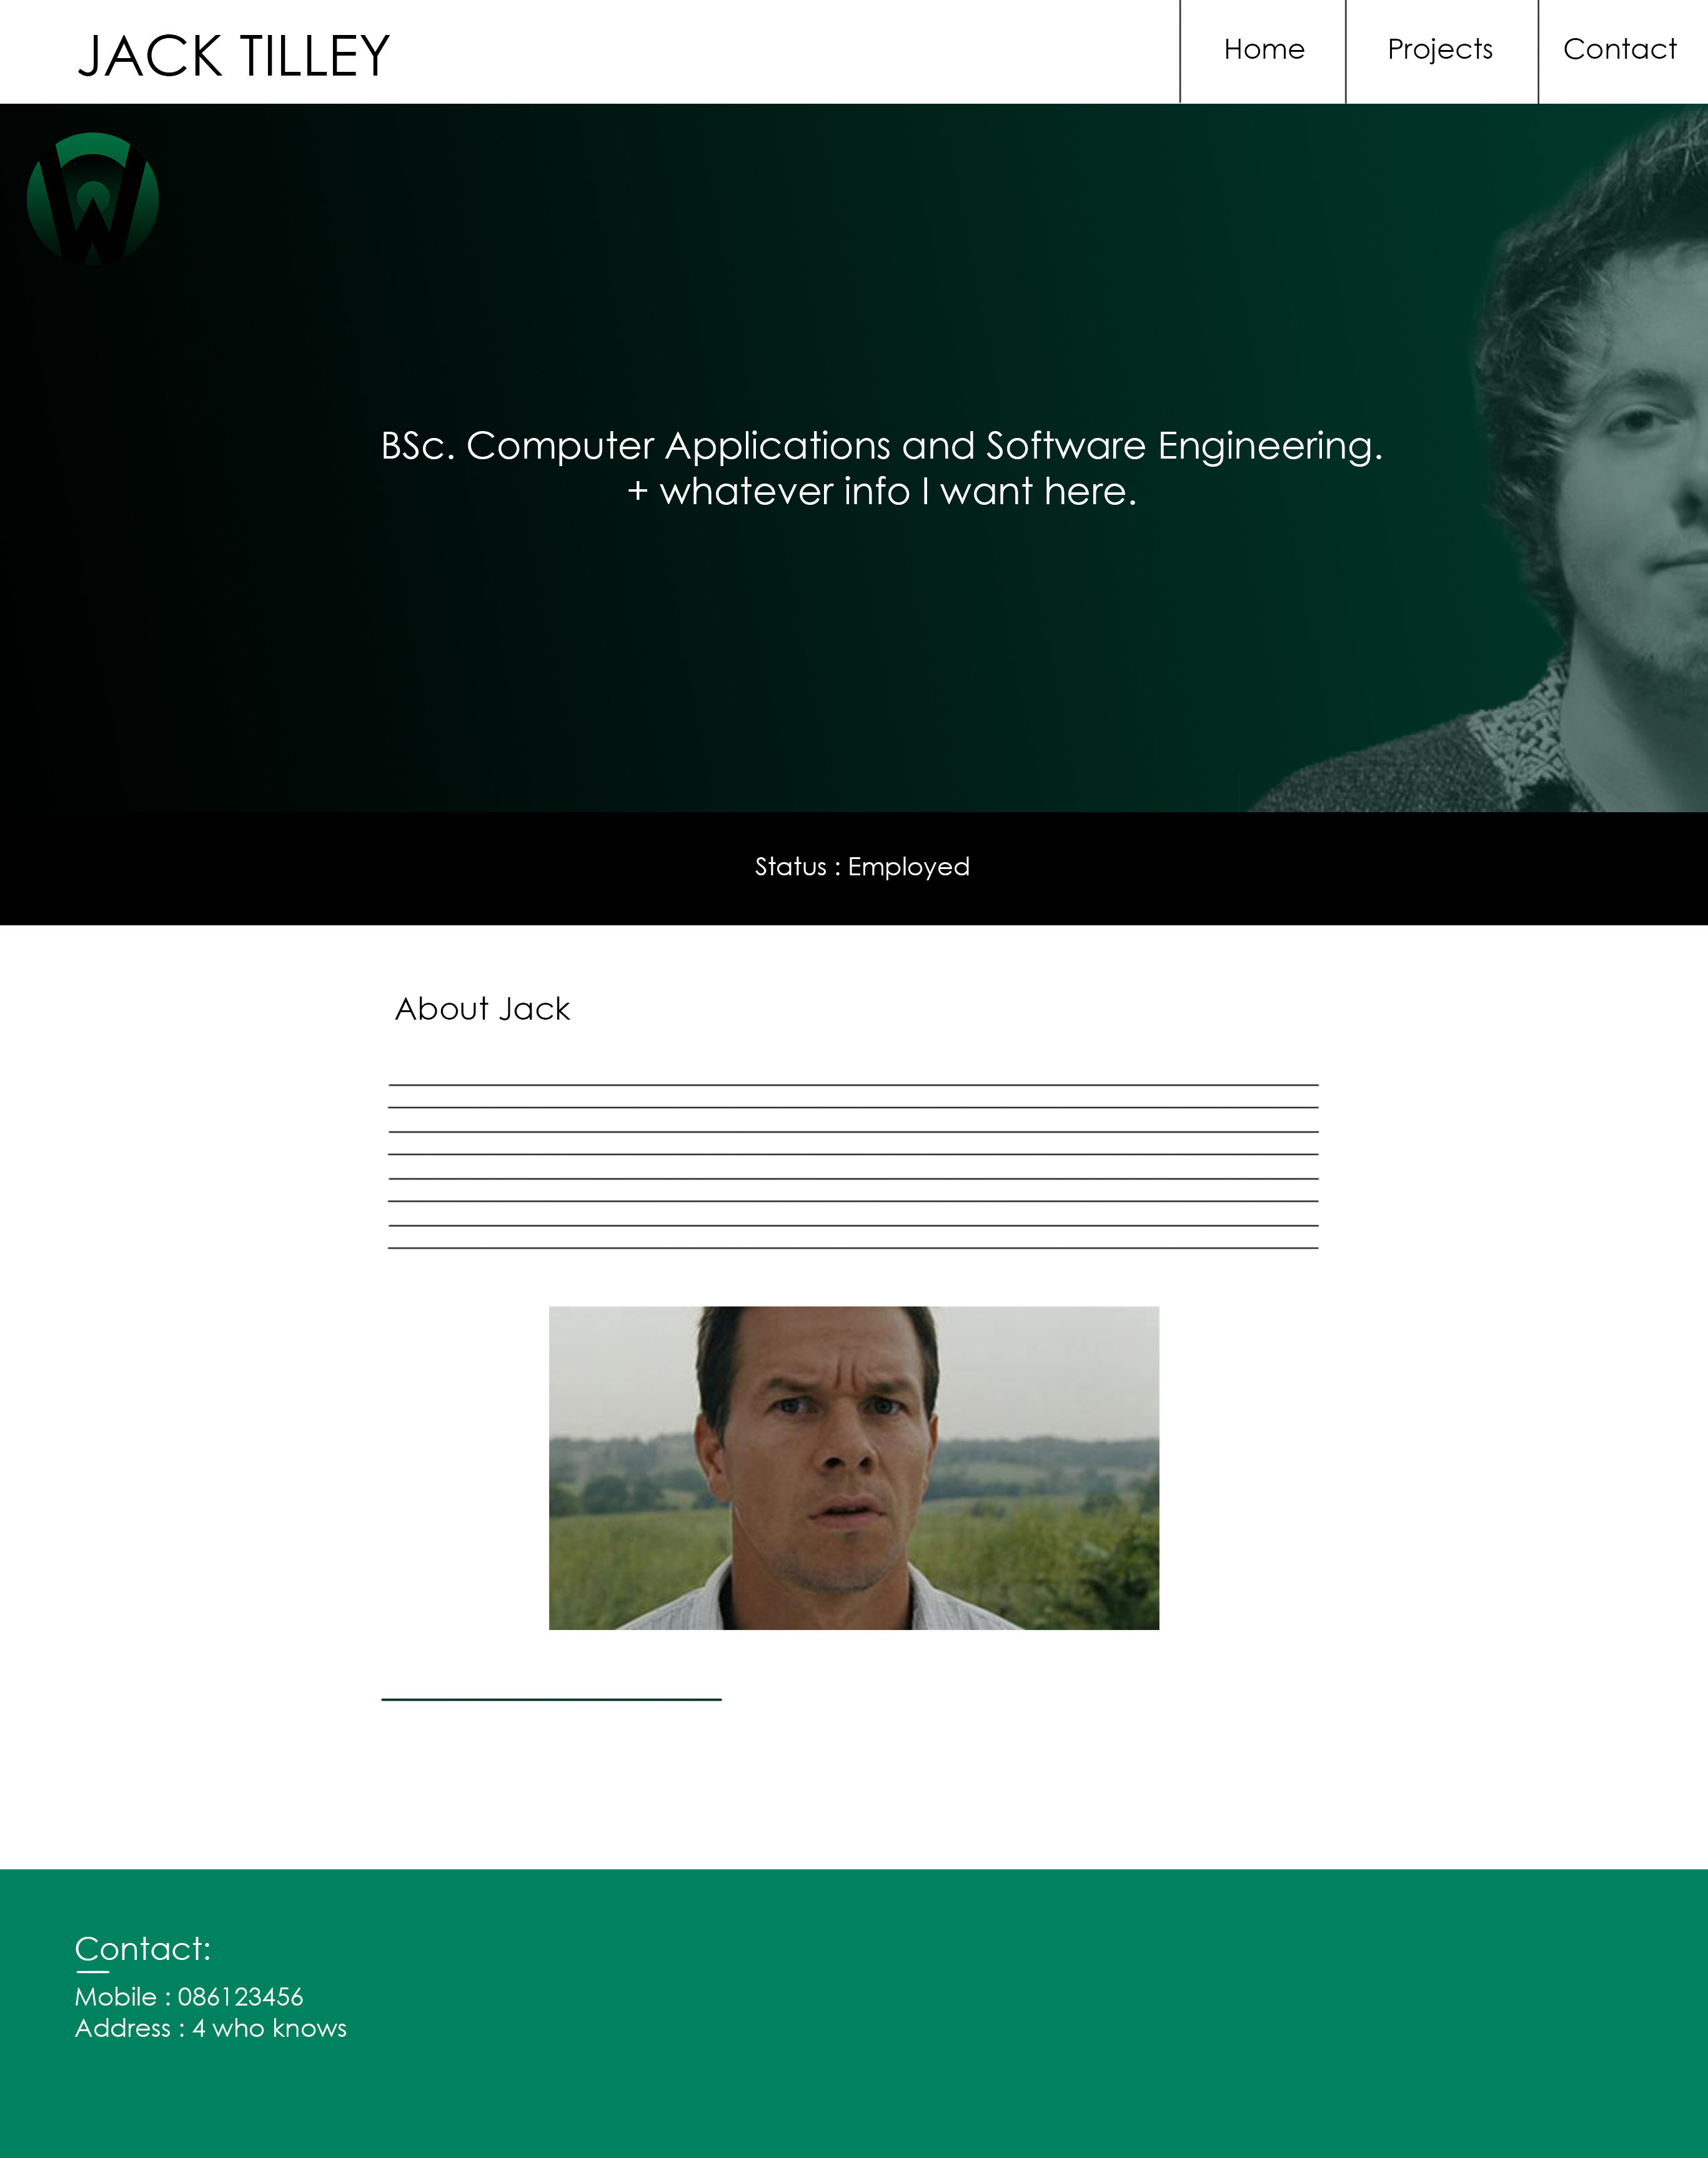 JACK TILLEY
Home
Projects
Contact
W
BSc. Computer Applications and Software Engineering.
+ whatever info I want here.
Status : Employed
About Jack
Contact:
Mobile : 086123456
Address : 4 who knows